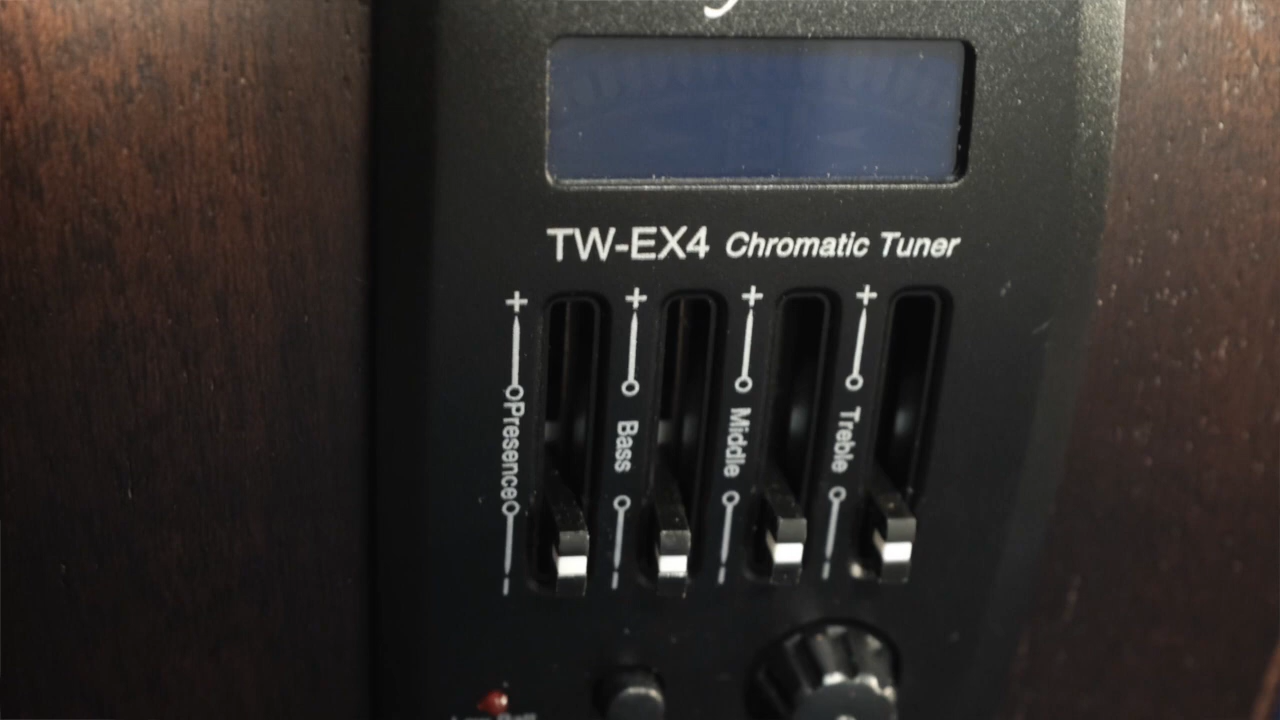 TW-EX4 Chromatic Tuner
+ + + +
Presence Bass Middle Treble
- - - -